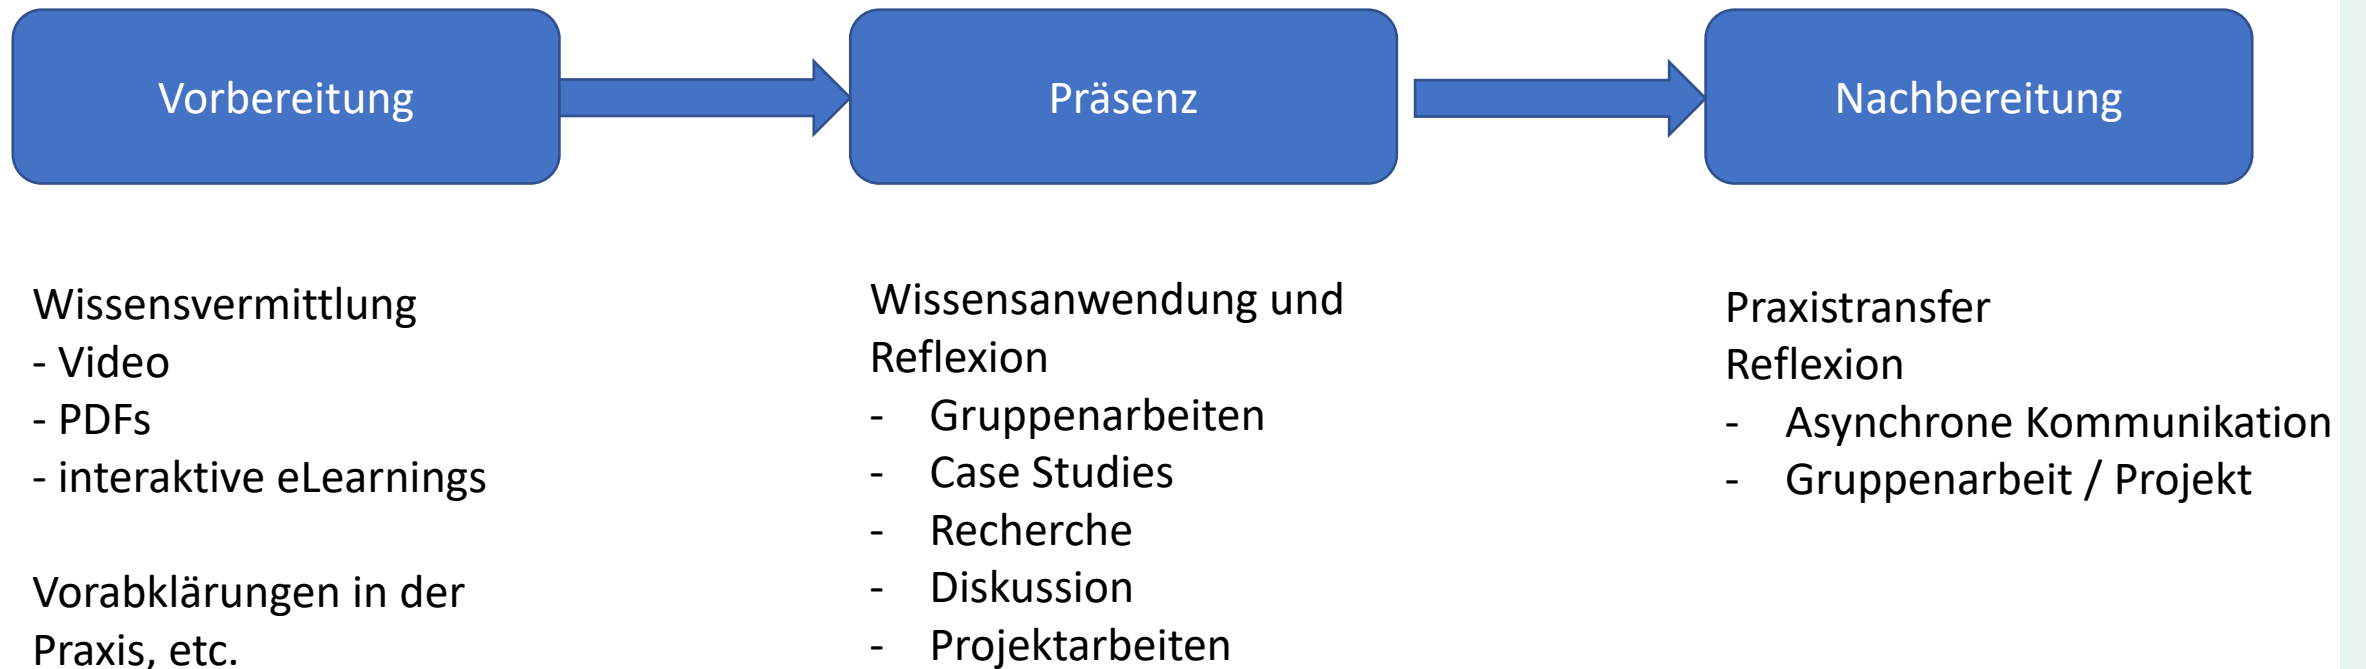 Vorbereitung
Präsenz
Nachbereitung
Wissensvermittlung
- Video
- PDFs
- interaktive eLearnings
Vorabklärungen in der
Praxis, etc.
Wissensanwendung und
Reflexion
- Gruppenarbeiten
- Case Studies
- Recherche
- Diskussion
- Projektarbeiten
Praxistransfer
Reflexion
- Asynchrone Kommunikation
- Gruppenarbeit / Projekt